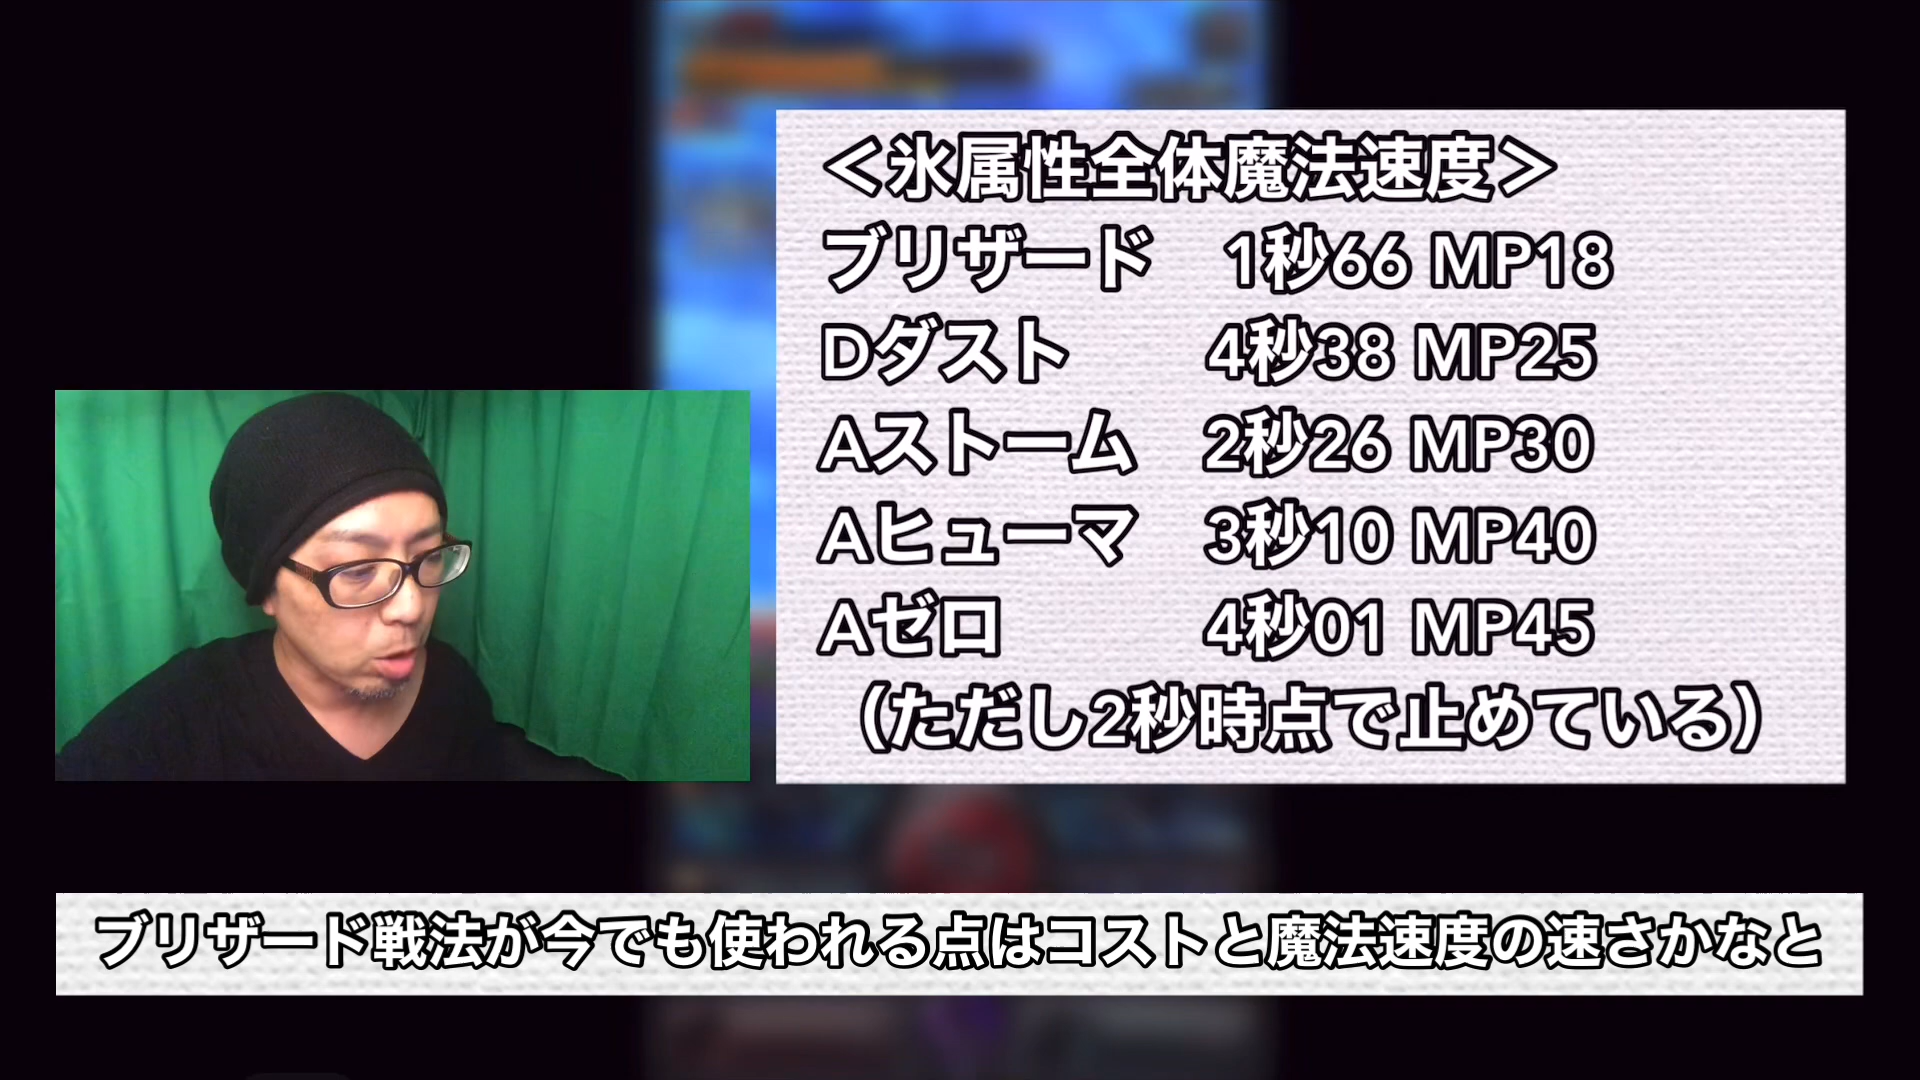 ＜氷属性全体魔法速度＞
ブリザード　1秒66 MP18
Dダスト　4秒38 MP25
Aストーム　2秒26 MP30
Aヒューマ　3秒10 MP40
Aゼロ　4秒01 MP45
（ただし2秒時点で止めている）
ブリザード戦法が今でも使われる点はコストと魔法速度の速さかなと